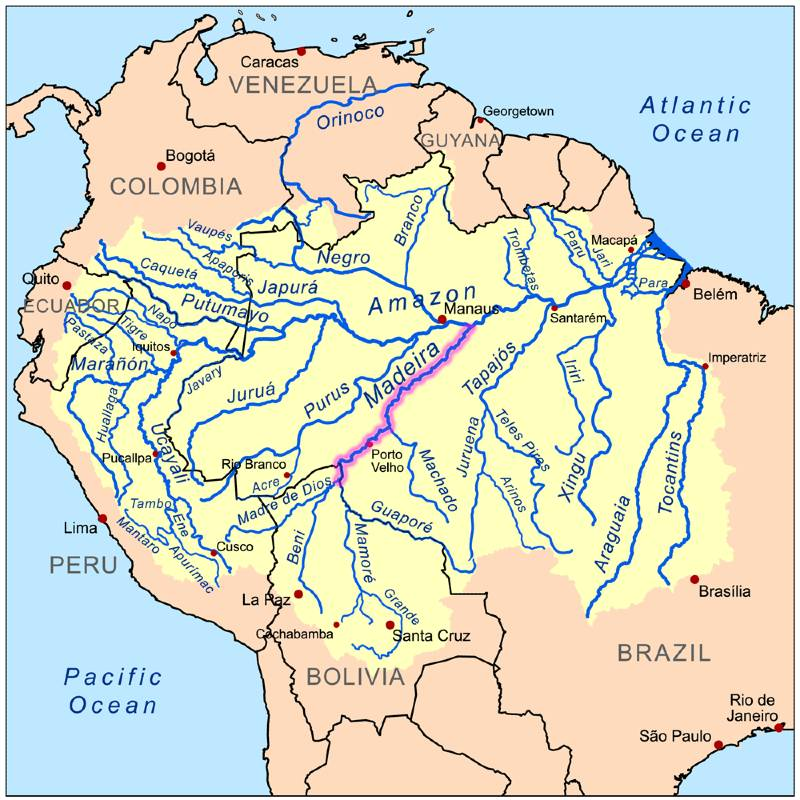 Caracas
VENEZUELA
Orinoco
Georgetown
GUYANA
Atlantic
Ocean
Bogotá
COLOMBIA
Vaupés
Apaporis
Caquetá
Negro
Branco
Trombetas
Paru
Jari
Macapá
Para
Belém
Quito
ECUADOR
Japurá
Putumayo
Amazon
Manaus
Santarém
Napo
Tigre
Pastaza
Iquitos
Marañón
Javary
Juruá
Purus
Madeira
Tapajós
Iriri
Imperatriz
Huallaga
Ucayali
Pucallpa
Rio Branco
Acre
Porto
Velho
Machado
Juruena
Teles Pires
Arinos
Xingu
Araguaia
Tocantins
Madre de Dios
Guaporé
Tambo
Ene
Lima
Mantaro
Apurímac
Cusco
PERU
Beni
Mamoré
Grande
La Paz
Cochabamba
Santa Cruz
BOLIVIA
Brasília
BRAZIL
Pacific
Ocean
Rio de
Janeiro
São Paulo